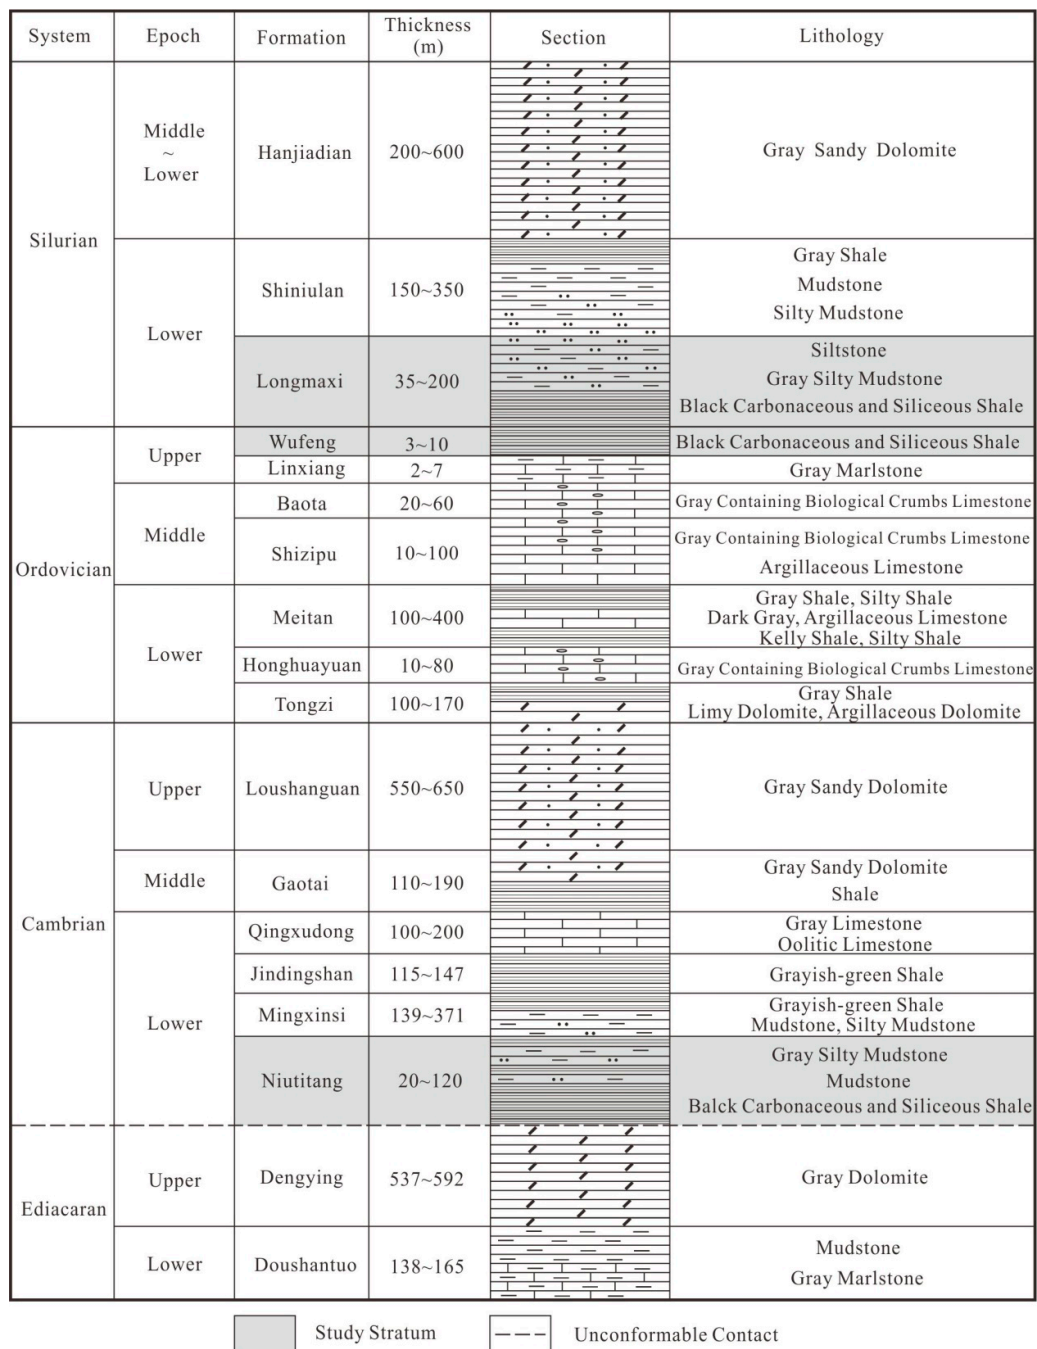 System Epoch Formation Thickness (m) Section Lithology
Silurian
Middle ~ Lower
Hanjiadian 200~600 Gray Sandy Dolomite
Lower
Shiniulan 150~350
Gray Shale
Mudstone
Silty Mudstone
Longmaxi 35~200
Siltstone
Gray Silty Mudstone
Black Carbonaceous and Siliceous Shale
Ordovician
Upper
Wufeng 3~10 Black Carbonaceous and Siliceous Shale
Linxiang 2~7 Gray Marlstone
Middle
Baota 20~60 Gray Containing Biological Crumbs Limestone
Shizipu 10~100
Gray Containing Biological Crumbs Limestone
Argillaceous Limestone
Lower
Meitan 100~400
Gray Shale, Silty Shale
Dark Gray, Argillaceous Limestone
Kelly Shale, Silty Shale
Honghuayuan 10~80 Gray Containing Biological Crumbs Limestone
Tongzi 100~170
Gray Shale
Limy Dolomite, Argillaceous Dolomite
Cambrian
Upper
Loushanguan 550~650 Gray Sandy Dolomite
Middle
Gaotai 110~190
Gray Sandy Dolomite
Shale
Lower
Qingxudong 100~200
Gray Limestone
Oolitic Limestone
Jindingshan 115~147 Grayish-green Shale
Mingxinsi 139~371
Grayish-green Shale
Mudstone, Silty Mudstone
Niutitang 20~120
Gray Silty Mudstone
Mudstone
Balck Carbonaceous and Siliceous Shale
Ediacaran
Upper
Dengying 537~592 Gray Dolomite
Lower
Doushantuo 138~165
Mudstone
Gray Marlstone
Study Stratum Unconformable Contact